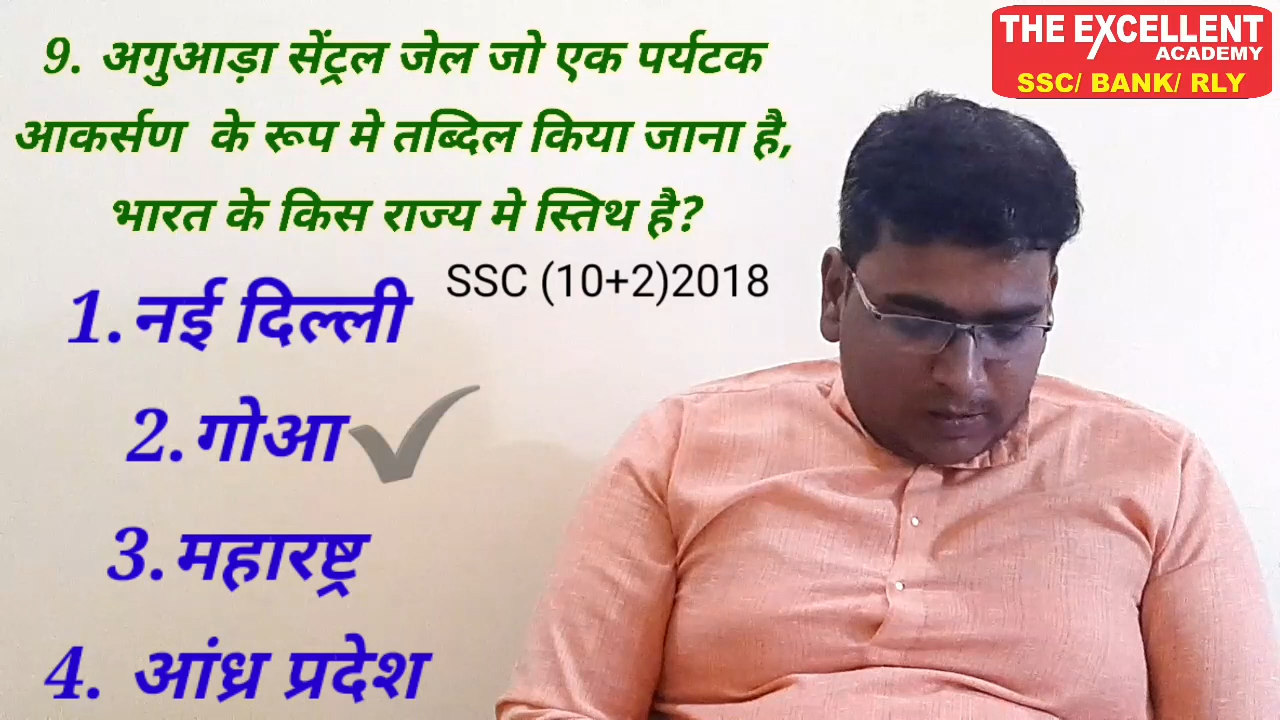 THE EXCELLENT
ACADEMY
SSC/ BANK/ RLY
9. अगुआड़ा सेंट्रल जेल जो एक पर्यटक
आकर्सण के रूप मे तब्दिल किया जाना है,
भारत के किस राज्य मे स्तिथ है?
SSC (10+2)2018
1.नई दिल्ली
2.गोआ
3.महारष्ट्र
4. आंध्र प्रदेश